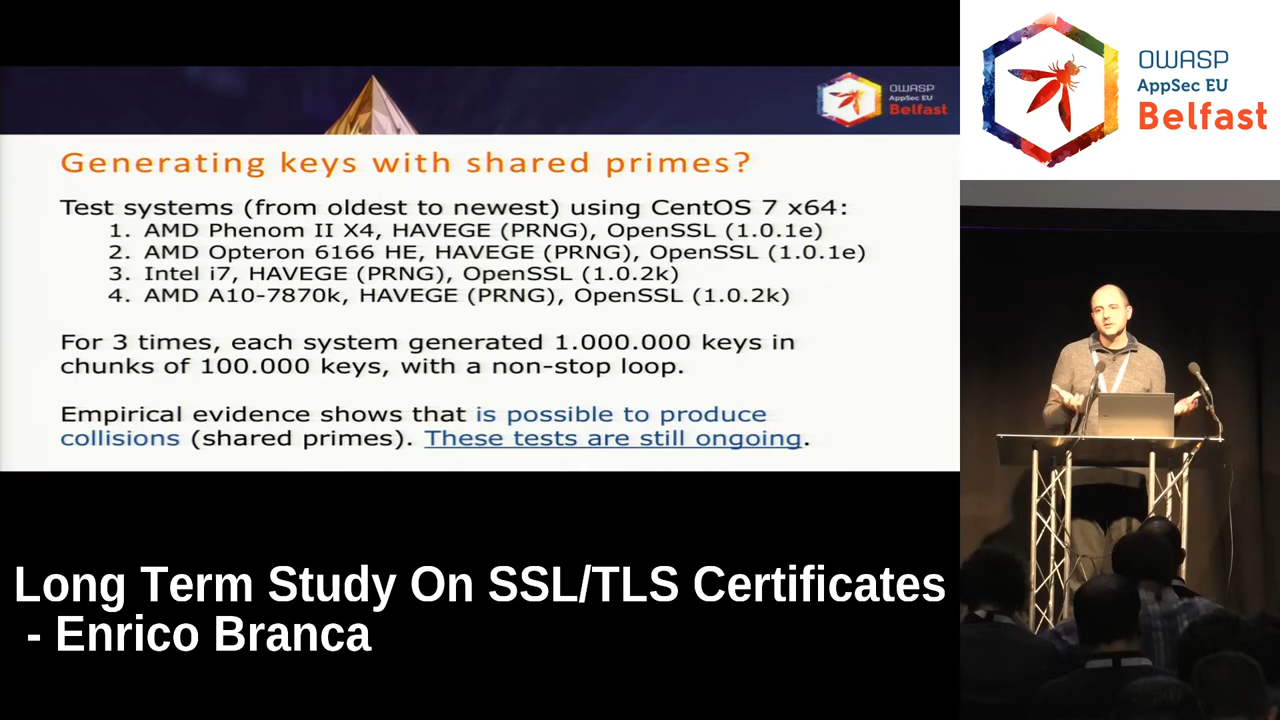 OWASP
AppSec EU
Belfast
Generating keys with shared primes?
Test systems (from oldest to newest) using CentOS 7 x64:
1. AMD Phenom II X4, HAVEGE (PRNG), OpenSSL (1.0.1e)
2. AMD Opteron 6166 HE, HAVEGE (PRNG), OpenSSL (1.0.1e)
3. Intel i7, HAVEGE (PRNG), OpenSSL (1.0.2k)
4. AMD A10-7870k, HAVEGE (PRNG), OpenSSL (1.0.2k)
For 3 times, each system generated 1.000.000 keys in
chunks of 100.000 keys, with a non-stop loop.
Empirical evidence shows that is possible to produce
collisions (shared primes). These tests are still ongoing.
Long Term Study On SSL/TLS Certificates
- Enrico Branca
OWASP
AppSec EU
Belfast